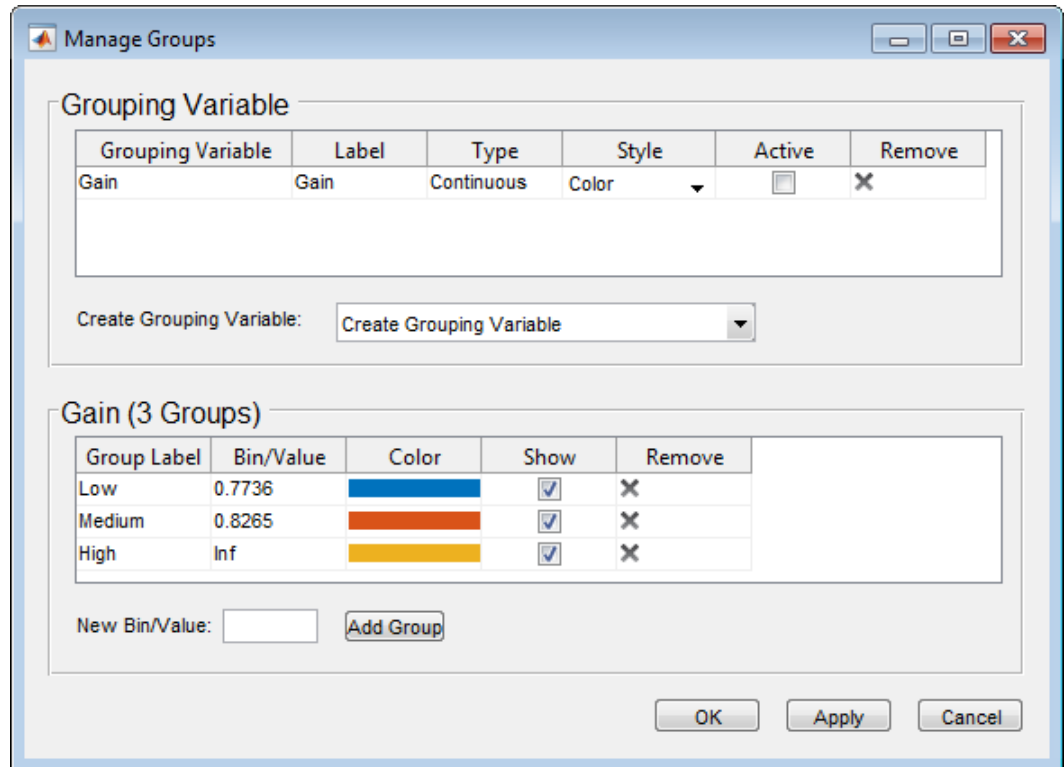 Manage Groups
Grouping Variable
Grouping Variable Label Type Style Active Remove
Gain Gain Continuous Color
Create Grouping Variable: Create Grouping Variable
Gain (3 Groups)
Group Label Bin/Value Color Show Remove
Low 0.7736
Medium 0.8265
High Inf
New Bin/Value: Add Group
OK Apply Cancel